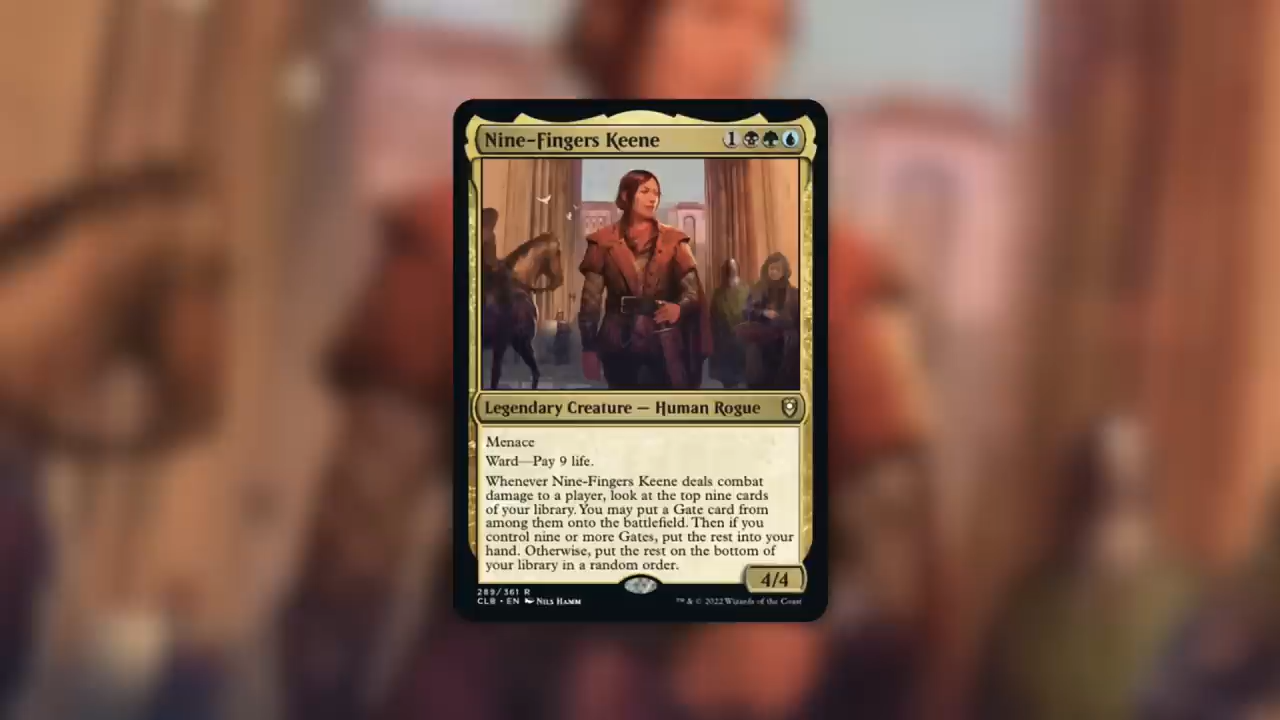 Nine-Fingers Keene 1
Legendary Creature — Human Rogue
Menace
Ward—Pay 9 life.
Whenever Nine-Fingers Keene deals combat
damage to a player, look at the top nine cards
of your library. You may put a Gate card from
among them onto the battlefield. Then if you
control nine or more Gates, put the rest into your
hand. Otherwise, put the rest on the bottom of
your library in a random order.
4/4
289/361 R
CLB • EN Nils Hamm
™ & © 2022 Wizards of the Coast